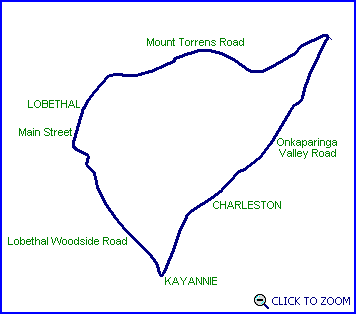 Mount Torrens Road
LOBETHAL
Main Street
Onkaparinga
Valley Road
CHARLESTON
Lobethal Woodside Road
KAYANNIE
CLICK TO ZOOM